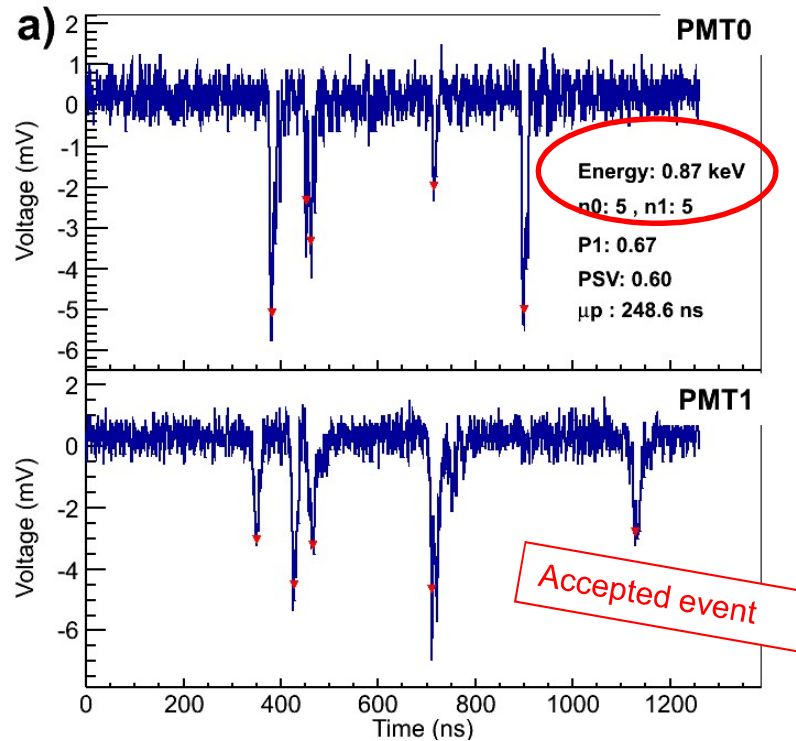 a)
PMT0
2
1
0
-1
-2
-3
-4
-5
-6
Voltage (mV)
Energy: 0.87 keV
n0: 5 , n1: 5
P1: 0.67
PSV: 0.60
μp : 248.6 ns
PMT1
2
0
-2
-4
-6
Voltage (mV)
Accepted event
0 200 400 600 800 1000 1200
Time (ns)